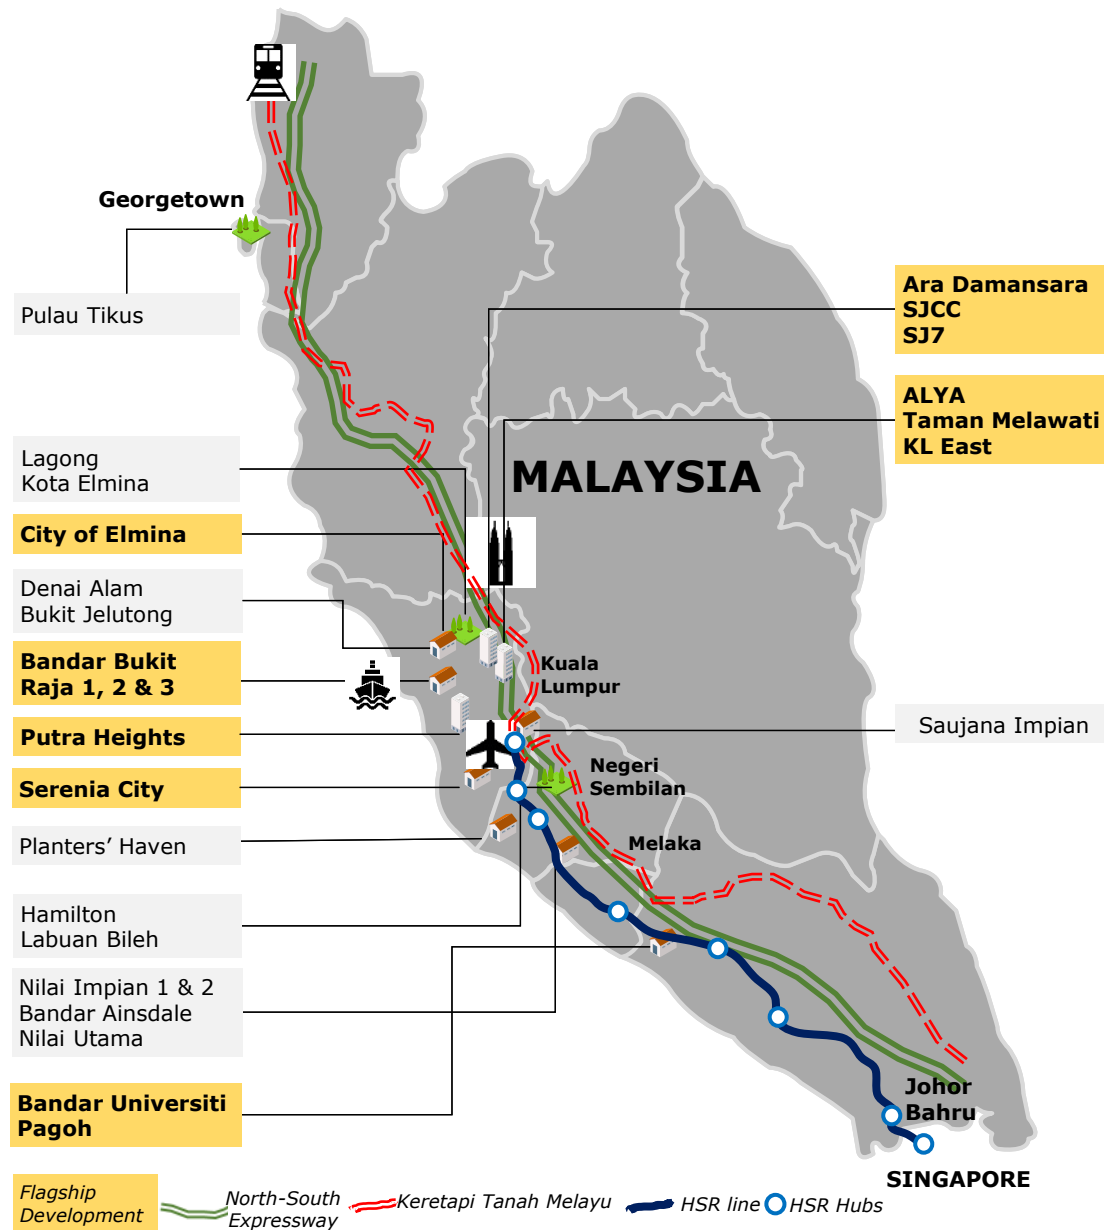 Georgetown
Pulau Tikus
Ara Damansara
SJCC
SJ7
ALYA
Taman Melawati
KL East
MALAYSIA
Lagong
Kota Elmina
City of Elmina
Denai Alam
Bukit Jelutong
Bandar Bukit
Raja 1, 2 & 3
Kuala
Lumpur
Putra Heights
Saujana Impian
Serenia City
Negeri
Sembilan
Planters’ Haven
Melaka
Hamilton
Labuan Bileh
Nilai Impian 1 & 2
Bandar Ainsdale
Nilai Utama
Bandar Universiti
Pagoh
Johor
Bahru
SINGAPORE
Flagship
Development
North-South
Expressway
Keretapi Tanah Melayu
HSR line
HSR Hubs